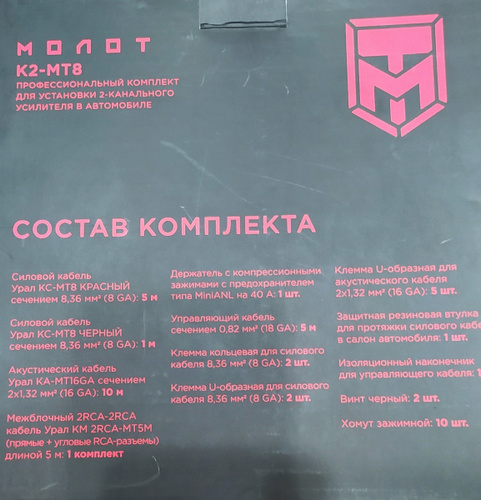 МОЛОТ
К2-МТ8
ПРОФЕССИОНАЛЬНЫЙ КОМПЛЕКТ
ДЛЯ УСТАНОВКИ 2-КАНАЛЬНОГО
УСИЛИТЕЛЯ В АВТОМОБИЛЕ
СОСТАВ КОМПЛЕКТА
Силовой кабель
Урал КС-МТ8 КРАСНЫЙ
сечением 8,36 мм² (8 GA): 5 м
Силовой кабель
Урал КС-МТ8 ЧЕРНЫЙ
сечением 8,36 мм² (8 GA): 1 м
Акустический кабель
Урал КА-МТ16GA сечением
2х1,32 мм² (16 GA): 10 м
Межблочный 2RCA-2RCA
кабель Урал КМ 2RCA-MT5M
(прямые + угловые RCA-разъемы)
длиной 5 м: 1 комплект
Держатель с компрессионными
зажимами с предохранителем
типа MiniANL на 40 А: 1 шт.
Управляющий кабель
сечением 0,82 мм² (18 GA): 5 м
Клемма кольцевая для силового
кабеля 8,36 мм² (8 GA): 2 шт.
Клемма U-образная для силового
кабеля 8,36 мм² (8 GA): 2 шт.
Клемма U-образная для
акустического кабеля
2х1,32 мм² (16 GA): 5 шт.
Защитная резиновая втулка
для протяжки силового кабе
в салон автомобиля: 1 шт.
Изоляционный наконечник
для управляющего кабеля: 1
Винт черный: 2 шт.
Хомут зажимной: 10 шт.